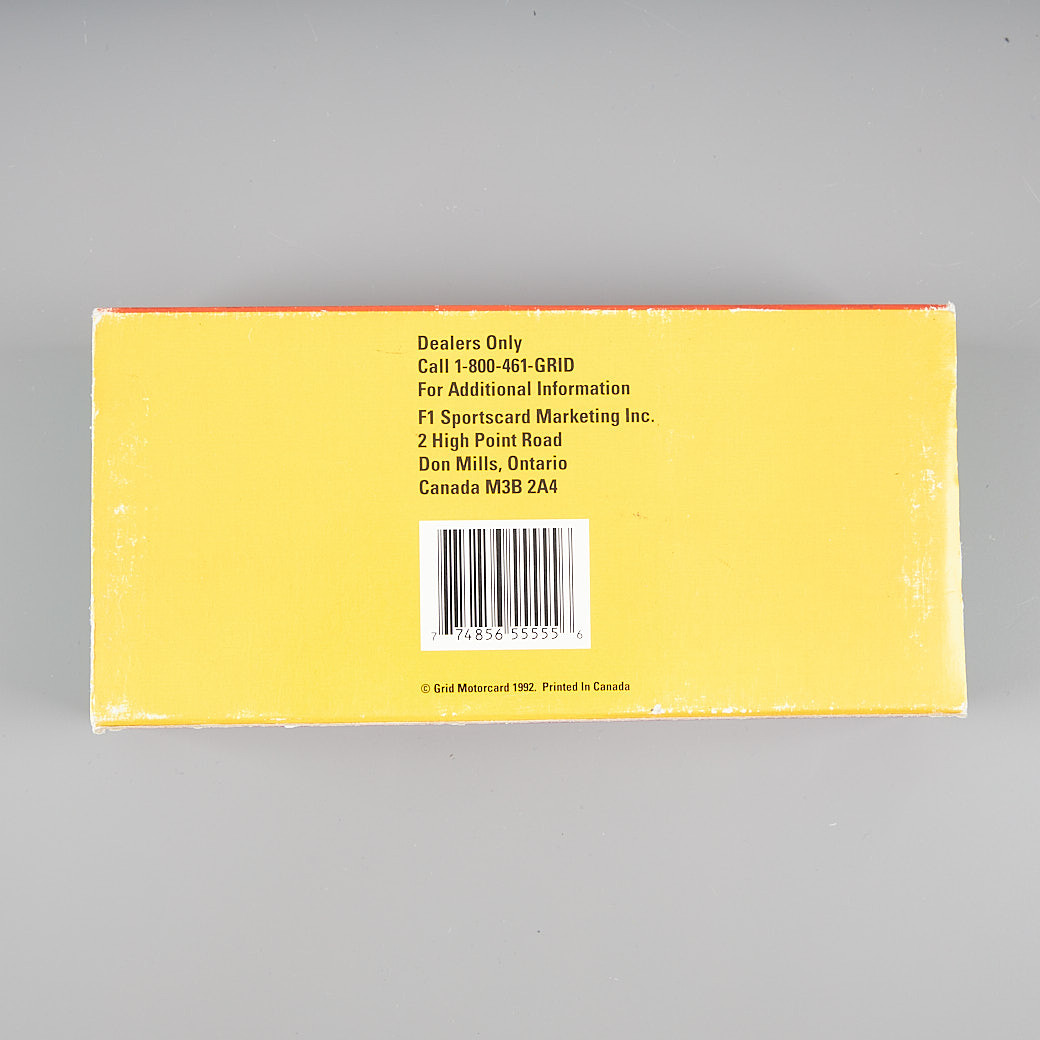 Dealers Only
Call 1-800-461-GRID
For Additional Information
F1 Sportscard Marketing Inc.
2 High Point Road
Don Mills, Ontario
Canada M3B 2A4
7 74856 55555 6
© Grid Motorcard 1992. Printed In Canada